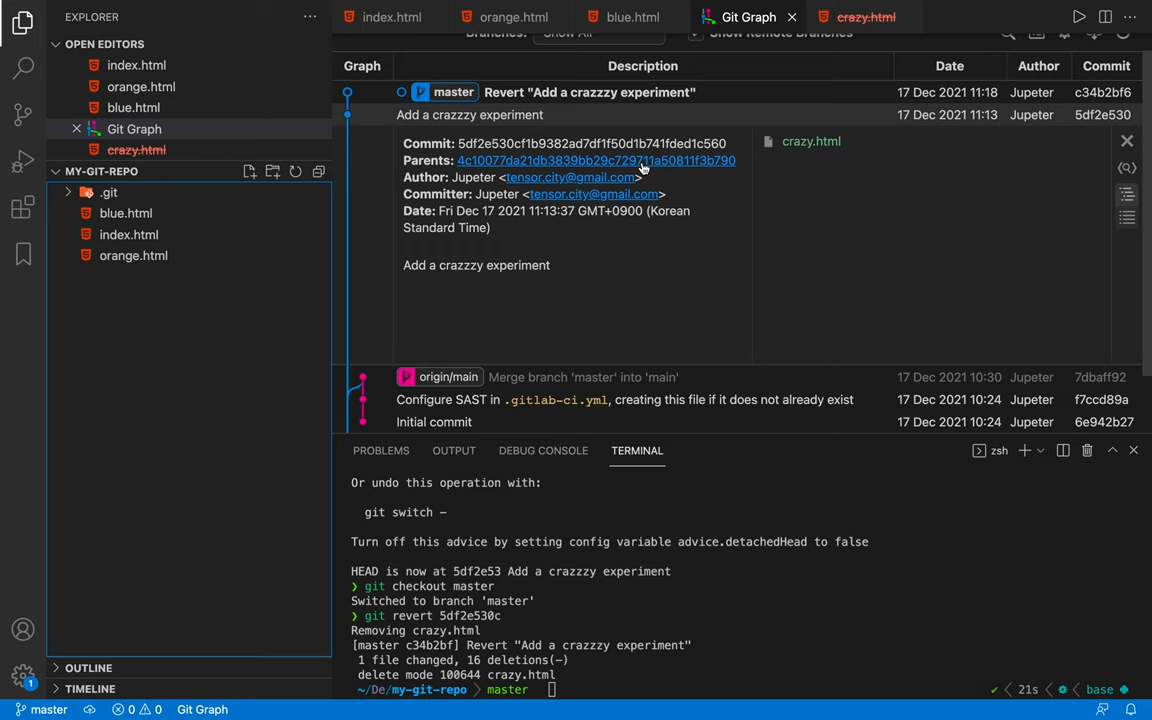 EXPLORER
index.html
orange.html
blue.html
Git Graph
crazy.html
OPEN EDITORS
index.html
orange.html
blue.html
Git Graph
crazy.html
MY-GIT-REPO
.git
blue.html
index.html
orange.html
OUTLINE
TIMELINE
Branches: Show All Show Remote Branches
Graph Description Date Author Commit
master Revert "Add a crazzzy experiment" 17 Dec 2021 11:18 Jupeter c34b2bf6
Add a crazzzy experiment 17 Dec 2021 11:13 Jupeter 5df2e530
Commit: 5df2e530cf1b9382ad7df1f50d1b741fded1c560
Parents: 4c10077da21db3839bb29c729711a50811f3b790
Author: Jupeter <tensor.city@gmail.com>
Committer: Jupeter <tensor.city@gmail.com>
Date: Fri Dec 17 2021 11:13:37 GMT+0900 (Korean
Standard Time)
Add a crazzzy experiment
crazy.html
origin/main Merge branch 'master' into 'main' 17 Dec 2021 10:30 Jupeter 7dbaff92
Configure SAST in .gitlab-ci.yml, creating this file if it does not already exist 17 Dec 2021 10:24 Jupeter f7ccd89a
Initial commit 17 Dec 2021 10:24 Jupeter 6e942b27
PROBLEMS OUTPUT DEBUG CONSOLE TERMINAL zsh
Or undo this operation with:
git switch -
Turn off this advice by setting config variable advice.detachedHead to false
HEAD is now at 5df2e53 Add a crazzzy experiment
❯ git checkout master
Switched to branch 'master'
❯ git revert 5df2e530c
Removing crazy.html
[master c34b2bf] Revert "Add a crazzzy experiment"
1 file changed, 16 deletions(-)
delete mode 100644 crazy.html
~/De/my-git-repo master ✔ 21s base
1
master 0 0 Git Graph